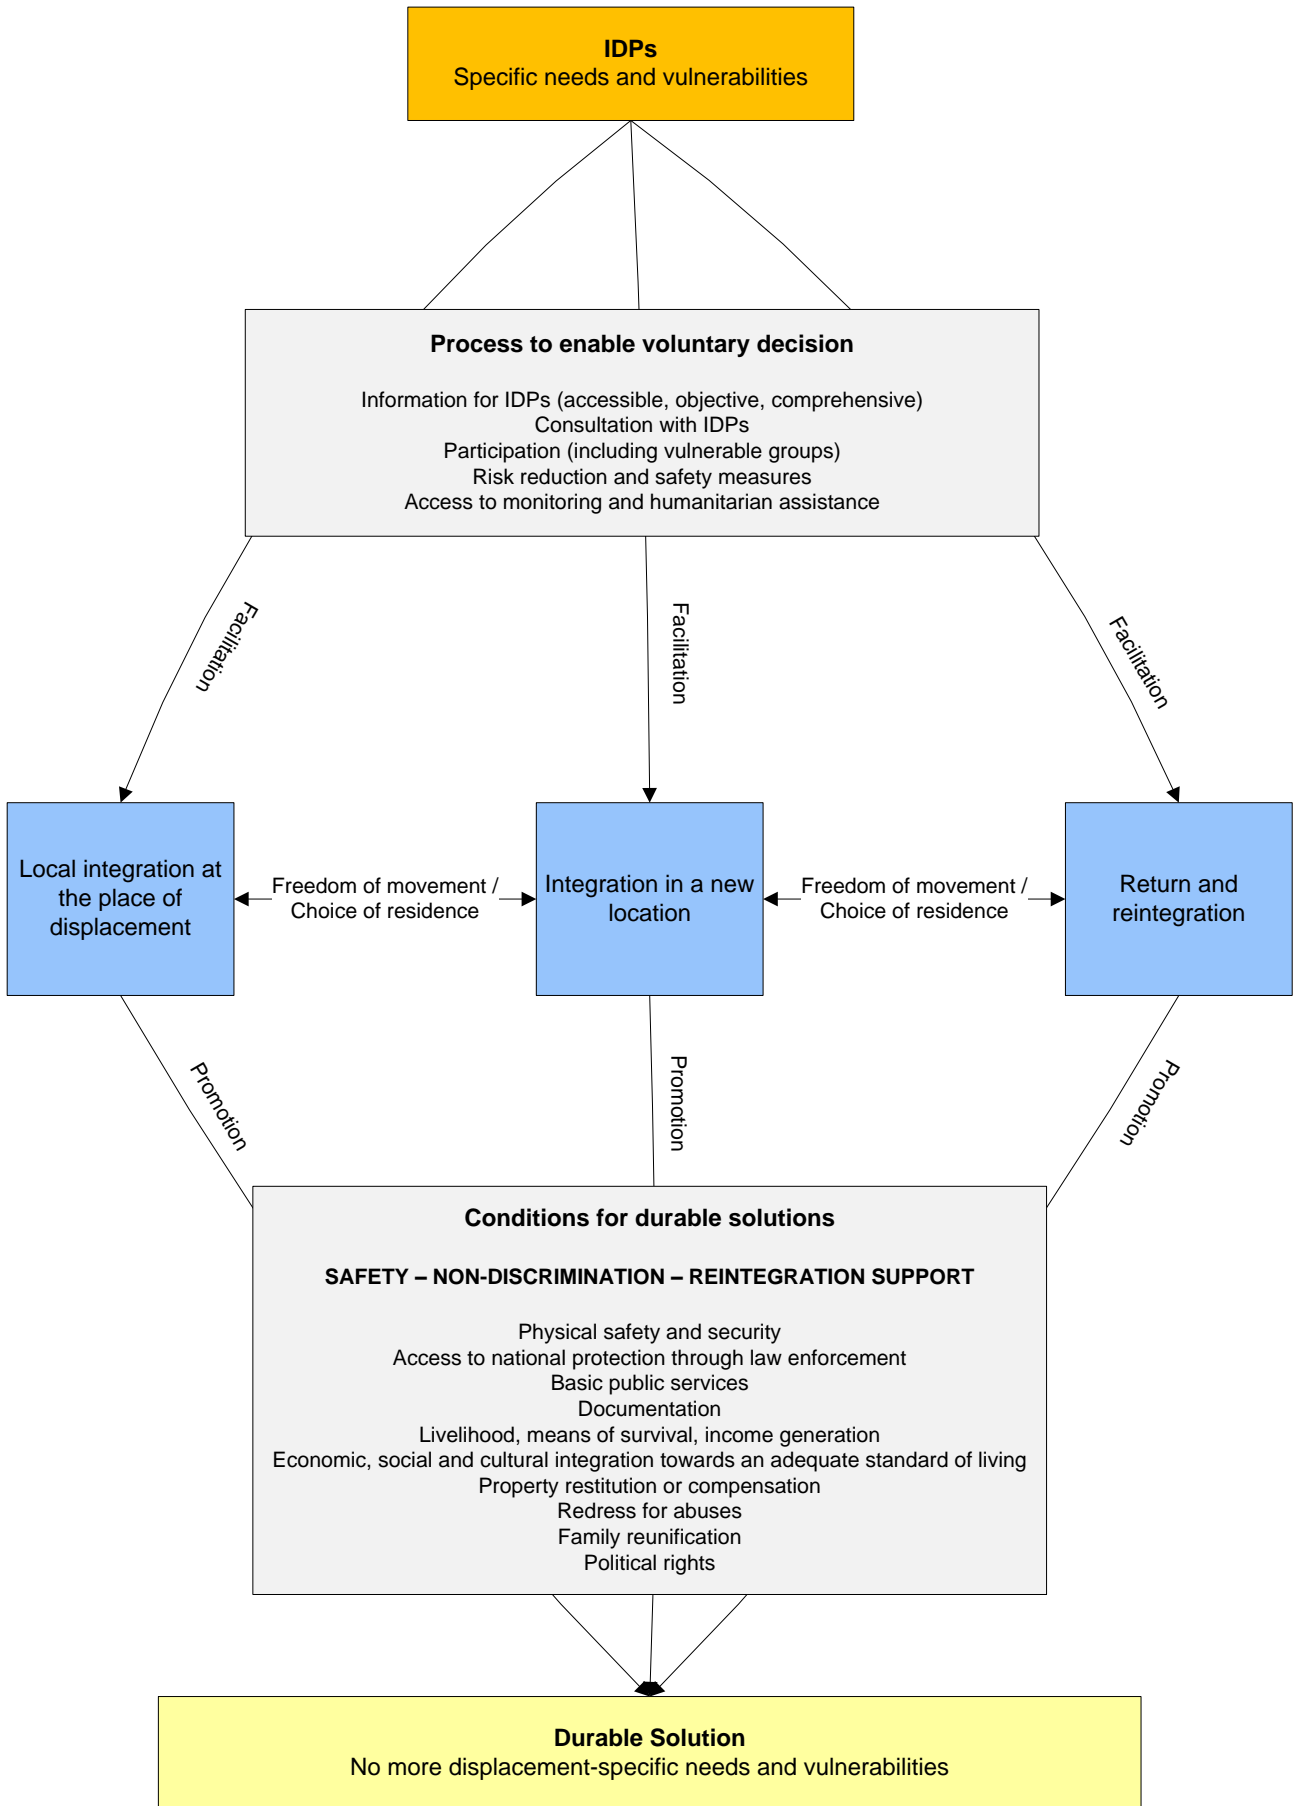 IDPs
Specific needs and vulnerabilities
Process to enable voluntary decision
Information for IDPs (accessible, objective, comprehensive)
Consultation with IDPs
Participation (including vulnerable groups)
Risk reduction and safety measures
Access to monitoring and humanitarian assistance
Facilitation
Facilitation
Facilitation
Local integration at
the place of
displacement
Freedom of movement /
Choice of residence
Integration in a new
location
Freedom of movement /
Choice of residence
Return and
reintegration
Promotion
Promotion
Promotion
Conditions for durable solutions
SAFETY – NON-DISCRIMINATION – REINTEGRATION SUPPORT
Physical safety and security
Access to national protection through law enforcement
Basic public services
Documentation
Livelihood, means of survival, income generation
Economic, social and cultural integration towards an adequate standard of living
Property restitution or compensation
Redress for abuses
Family reunification
Political rights
Durable Solution
No more displacement-specific needs and vulnerabilities